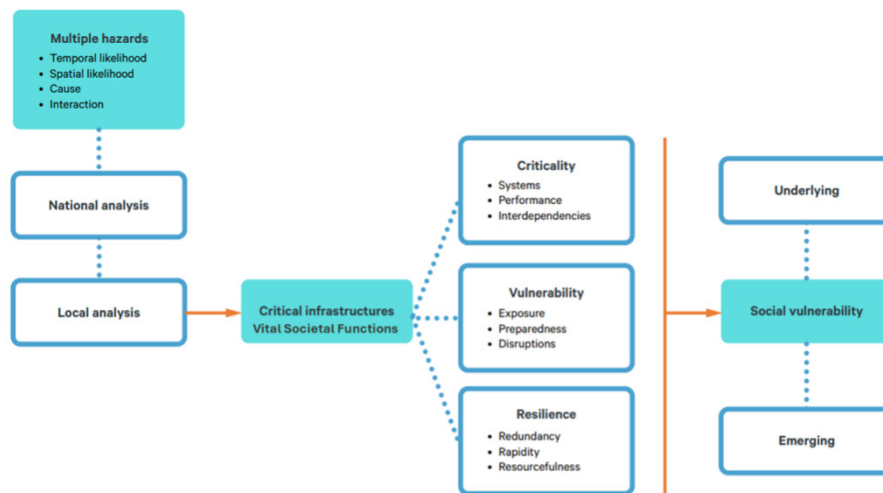 Multiple hazards
• Temporal likelihood
• Spatial likelihood
• Cause
• Interaction
National analysis
Local analysis
Critical infrastructures
Vital Societal Functions
Criticality
• Systems
• Performance
• Interdependencies
Vulnerability
• Exposure
• Preparedness
• Disruptions
Resilience
• Redundancy
• Rapidity
• Resourcefulness
Underlying
Social vulnerability
Emerging